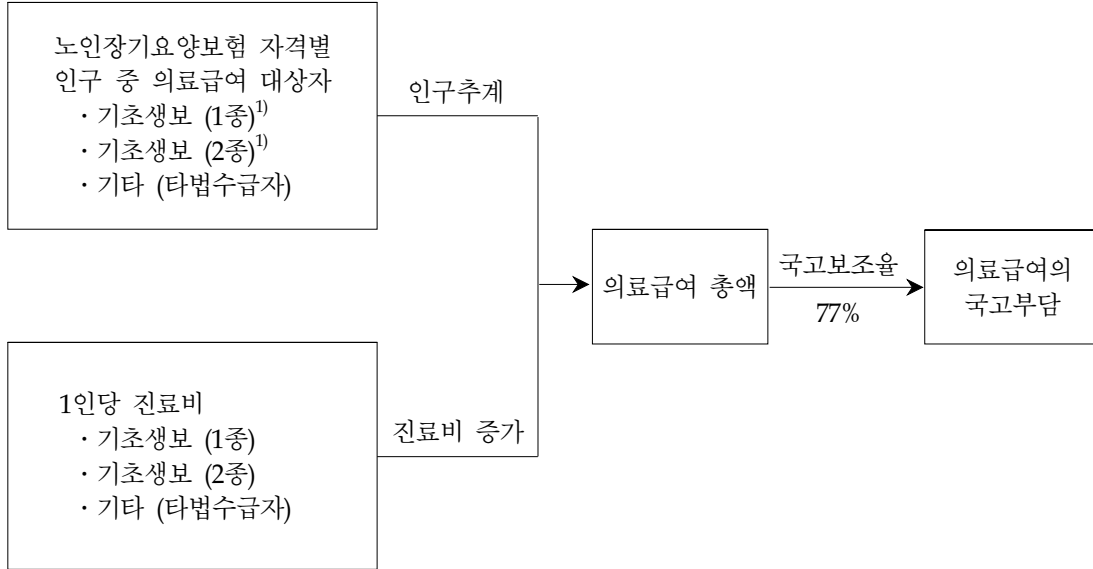 노인장기요양보험 자격별
인구 중 의료급여 대상자
· 기초생보 (1종)1)
· 기초생보 (2종)1)
· 기타 (타법수급자)
인구추계
의료급여 총액
국고보조율
77%
의료급여의
국고부담
1인당 진료비
· 기초생보 (1종)
· 기초생보 (2종)
· 기타 (타법수급자)
진료비 증가